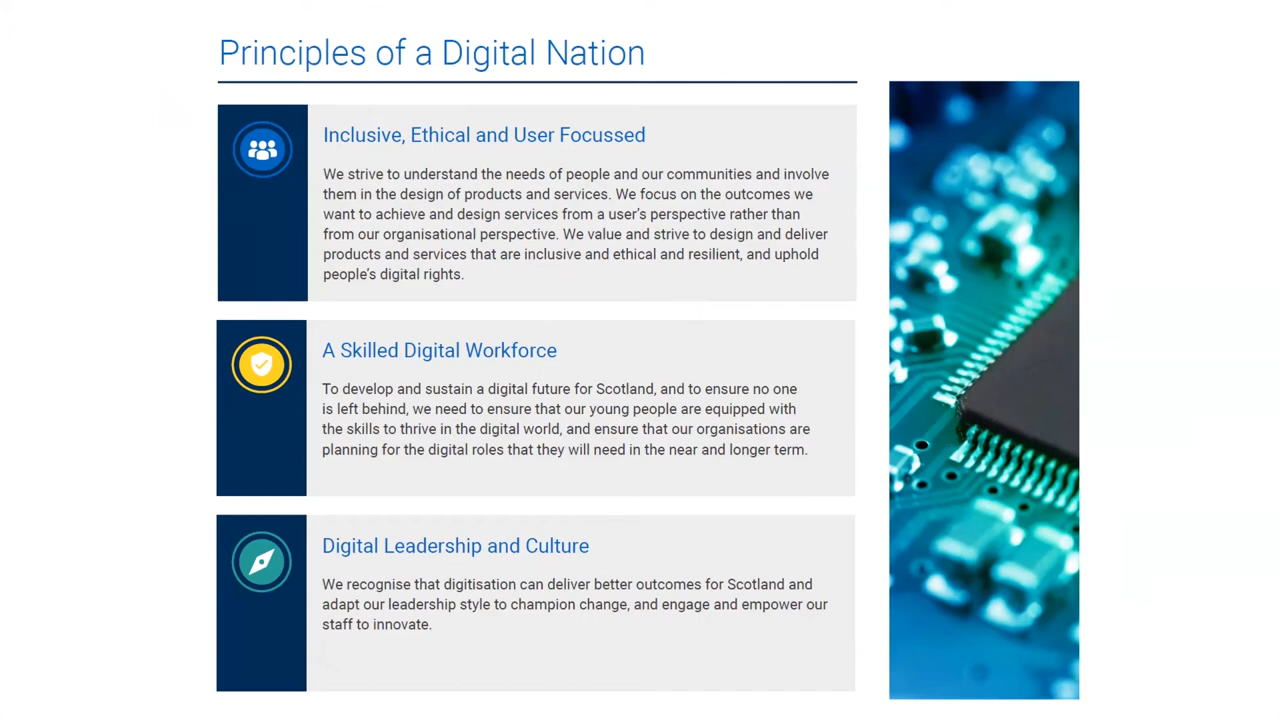 Principles of a Digital Nation
Inclusive, Ethical and User Focussed
We strive to understand the needs of people and our communities and involve
them in the design of products and services. We focus on the outcomes we
want to achieve and design services from a user's perspective rather than
from our organisational perspective. We value and strive to design and deliver
products and services that are inclusive and ethical and resilient, and uphold
people's digital rights.
A Skilled Digital Workforce
To develop and sustain a digital future for Scotland, and to ensure no one
is left behind, we need to ensure that our young people are equipped with
the skills to thrive in the digital world, and ensure that our organisations are
planning for the digital roles that they will need in the near and longer term.
Digital Leadership and Culture
We recognise that digitisation can deliver better outcomes for Scotland and
adapt our leadership style to champion change, and engage and empower our
staff to innovate.